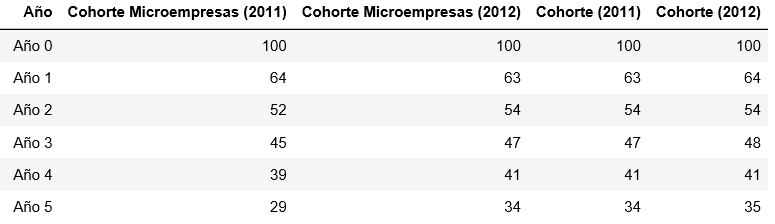 Año Cohorte Microempresas (2011) Cohorte Microempresas (2012) Cohorte (2011) Cohorte (2012)
Año 0 100 100 100 100
Año 1 64 63 63 64
Año 2 52 54 54 54
Año 3 45 47 47 48
Año 4 39 41 41 41
Año 5 29 34 34 35